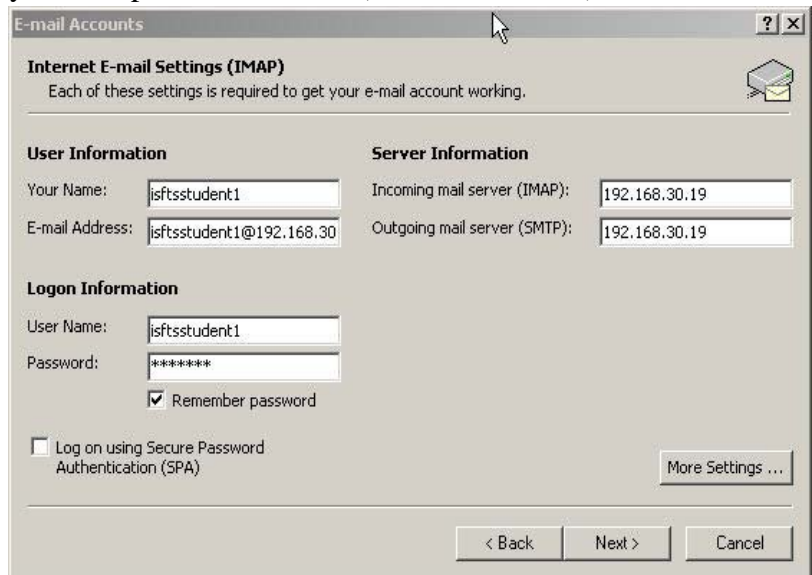 E-mail Accounts
Internet E-mail Settings (IMAP)
Each of these settings is required to get your e-mail account working.
User Information
Your Name: isftsstudent1
E-mail Address: isftsstudent1@192.168.30
Server Information
Incoming mail server (IMAP): 192.168.30.19
Outgoing mail server (SMTP): 192.168.30.19
Logon Information
User Name: isftsstudent1
Password: *******
Remember password
Log on using Secure Password
Authentication (SPA)
More Settings ...
< Back Next > Cancel